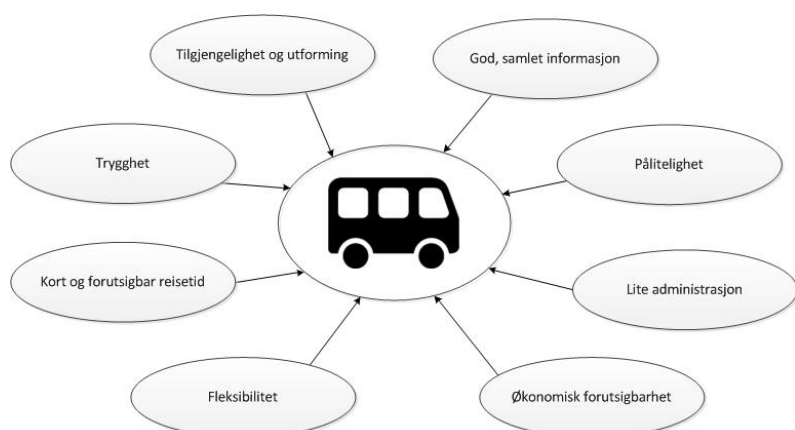 Tilgjengelighet og utforming
God, samlet informasjon
Trygghet
Pålitelighet
Kort og forutsigbar reisetid
Lite administrasjon
Fleksibilitet
Økonomisk forutsigbarhet